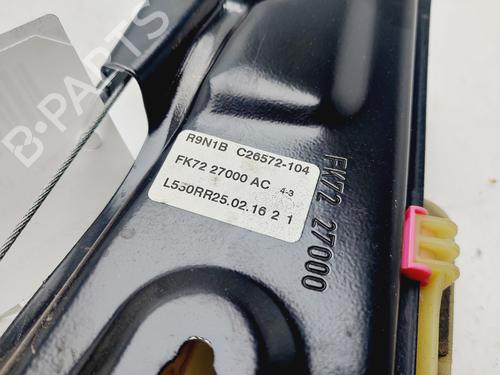 B-PARTS
R9N1B C26572-104
FK72 27000 AC 4-3
L550RR25.02.16 2 1
FK72 27000